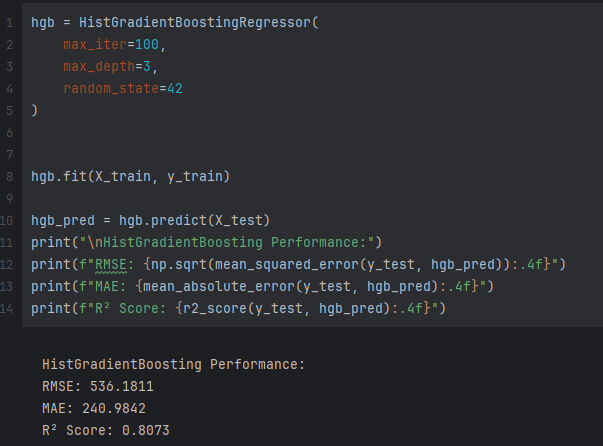 1 hgb = HistGradientBoostingRegressor(
2     max_iter=100,
3     max_depth=3,
4     random_state=42
5 )
6
7
8 hgb.fit(X_train, y_train)
9
10 hgb_pred = hgb.predict(X_test)
11 print("\nHistGradientBoosting Performance:")
12 print(f"RMSE: {np.sqrt(mean_squared_error(y_test, hgb_pred)):.4f}")
13 print(f"MAE: {mean_absolute_error(y_test, hgb_pred):.4f}")
14 print(f"R² Score: {r2_score(y_test, hgb_pred):.4f}")
HistGradientBoosting Performance:
RMSE: 536.1811
MAE: 240.9842
R² Score: 0.8073